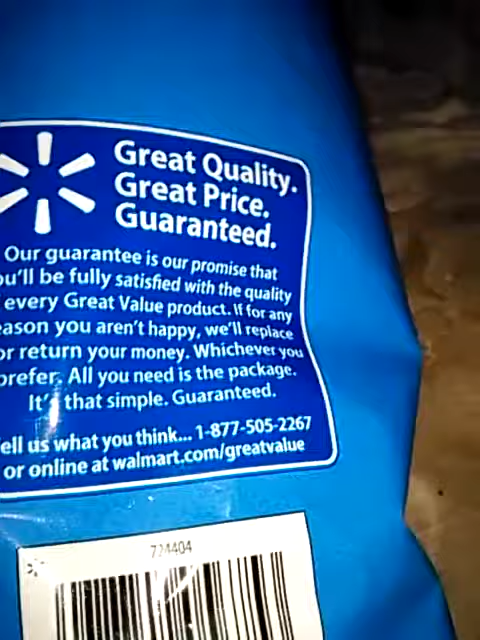 Great Quality.
Great Price.
Guaranteed.
Our guarantee is our promise that
ou'll be fully satisfied with the quality
every Great Value product. If for any
eason you aren't happy, we'll replace
or return your money. Whichever you
prefer. All you need is the package.
It's that simple. Guaranteed.
ell us what you think... 1-877-505-2267
or online at walmart.com/greatvalue
724404